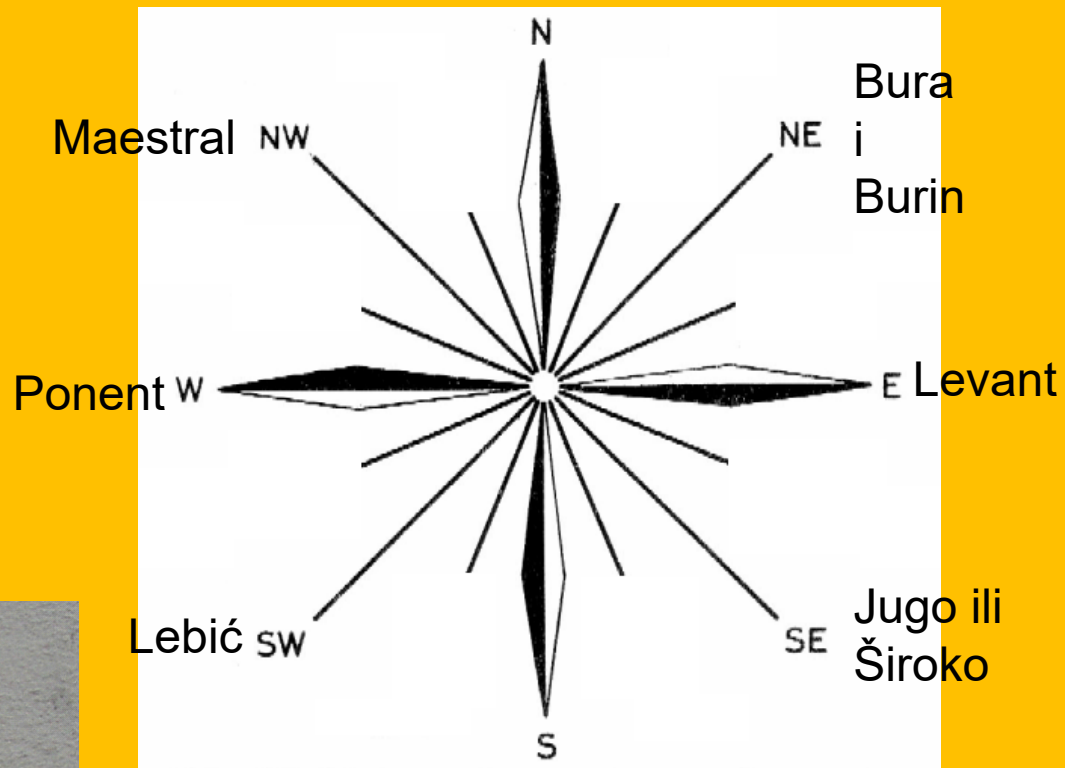 N
Maestral NW
NE
Bura
i
Burin
Ponent W
E Levant
Lebić SW
SE
Jugo ili
Široko
S